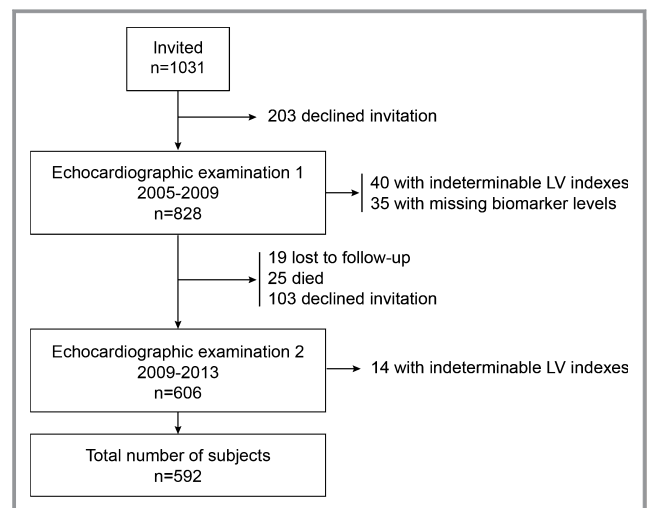 Invited
n=1031
203 declined invitation
Echocardiographic examination 1
2005-2009
n=828
40 with indeterminable LV indexes
35 with missing biomarker levels
19 lost to follow-up
25 died
103 declined invitation
Echocardiographic examination 2
2009-2013
n=606
14 with indeterminable LV indexes
Total number of subjects
n=592